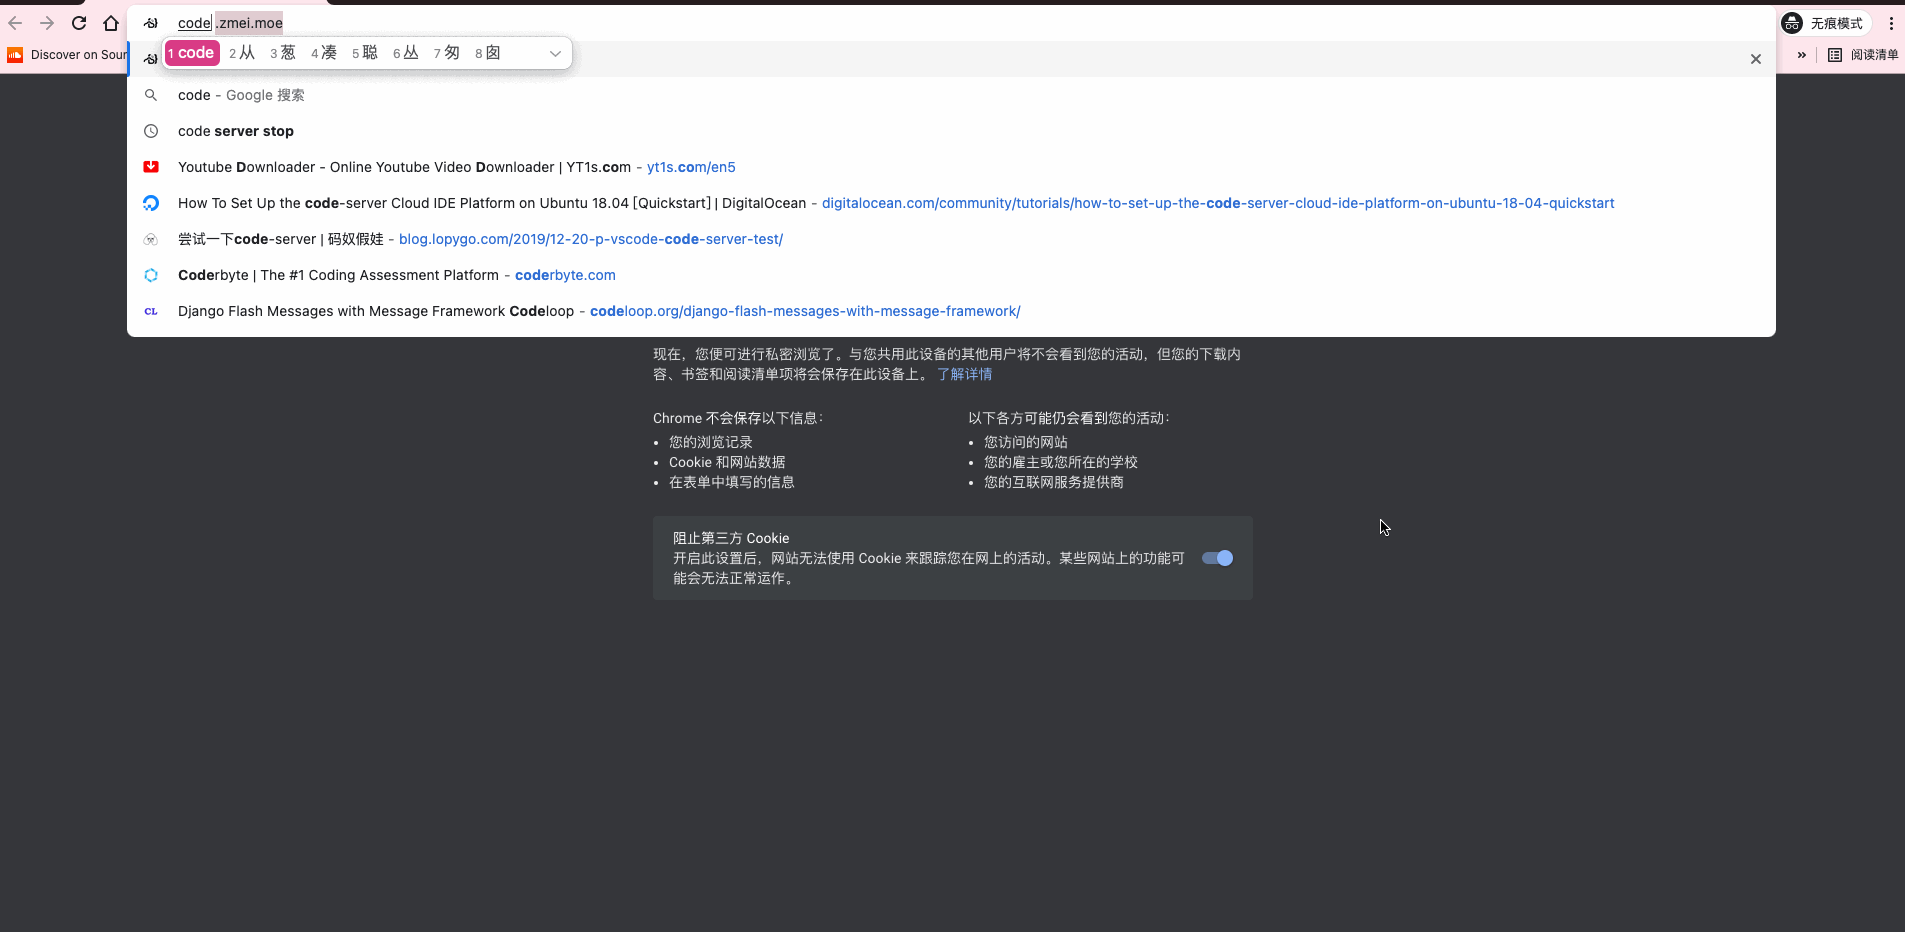 code.zmei.moe
无痕模式
Discover on Sour
1 code 2 从 3 葱 4 凑 5 聪 6 丛 7 匆 8 囱
阅读清单
code - Google 搜索
code server stop
Youtube Downloader - Online Youtube Video Downloader | YT1s.com - yt1s.com/en5
How To Set Up the code-server Cloud IDE Platform on Ubuntu 18.04 [Quickstart] | DigitalOcean - digitalocean.com/community/tutorials/how-to-set-up-the-code-server-cloud-ide-platform-on-ubuntu-18-04-quickstart
尝试一下code-server | 码奴假娃 - blog.lopygo.com/2019/12-20-p-vscode-code-server-test/
Coderbyte | The #1 Coding Assessment Platform - coderbyte.com
CL Django Flash Messages with Message Framework Codeloop - codeloop.org/django-flash-messages-with-message-framework/
现在，您便可进行私密浏览了。与您共用此设备的其他用户将不会看到您的活动，但您的下载内
容、书签和阅读清单项将会保存在此设备上。 了解详情
Chrome 不会保存以下信息：
• 您的浏览记录
• Cookie 和网站数据
• 在表单中填写的信息
以下各方可能仍会看到您的活动：
• 您访问的网站
• 您的雇主或您所在的学校
• 您的互联网服务提供商
阻止第三方 Cookie
开启此设置后，网站无法使用 Cookie 来跟踪您在网上的活动。某些网站上的功能可
能会无法正常运作。